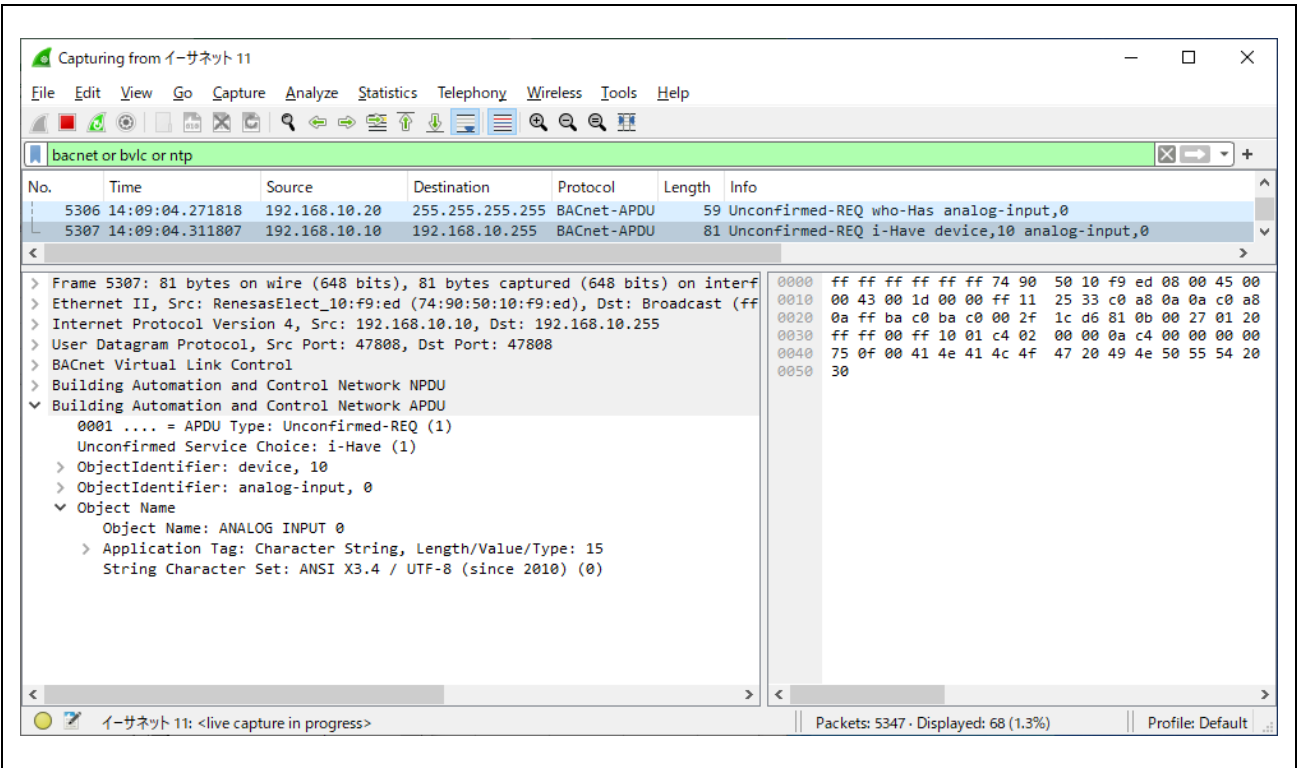 Capturing from イーサネット 11
File Edit View Go Capture Analyze Statistics Telephony Wireless Tools Help
bacnet or bvlc or ntp
No. Time Source Destination Protocol Length Info
5306 14:09:04.271818 192.168.10.20 255.255.255.255 BACnet-APDU 59 Unconfirmed-REQ who-Has analog-input,0
5307 14:09:04.311807 192.168.10.10 192.168.10.255 BACnet-APDU 81 Unconfirmed-REQ i-Have device,10 analog-input,0
> Frame 5307: 81 bytes on wire (648 bits), 81 bytes captured (648 bits) on interf
> Ethernet II, Src: RenesasElect_10:f9:ed (74:90:50:10:f9:ed), Dst: Broadcast (ff
> Internet Protocol Version 4, Src: 192.168.10.10, Dst: 192.168.10.255
> User Datagram Protocol, Src Port: 47808, Dst Port: 47808
> BACnet Virtual Link Control
> Building Automation and Control Network NPDU
Building Automation and Control Network APDU
0001 .... = APDU Type: Unconfirmed-REQ (1)
Unconfirmed Service Choice: i-Have (1)
> ObjectIdentifier: device, 10
> ObjectIdentifier: analog-input, 0
Object Name
Object Name: ANALOG INPUT 0
> Application Tag: Character String, Length/Value/Type: 15
String Character Set: ANSI X3.4 / UTF-8 (since 2010) (0)
0000 ff ff ff ff ff ff 74 90 50 10 f9 ed 08 00 45 00
0010 00 43 00 1d 00 00 ff 11 25 33 c0 a8 0a 0a c0 a8
0020 0a ff ba c0 ba c0 00 2f 1c d6 81 0b 00 27 01 20
0030 ff ff 00 ff 10 01 c4 02 00 00 0a c4 00 00 00 00
0040 75 0f 00 41 4e 41 4c 4f 47 20 49 4e 50 55 54 20
0050 30
イーサネット 11: <live capture in progress>
Packets: 5347 · Displayed: 68 (1.3%)
Profile: Default